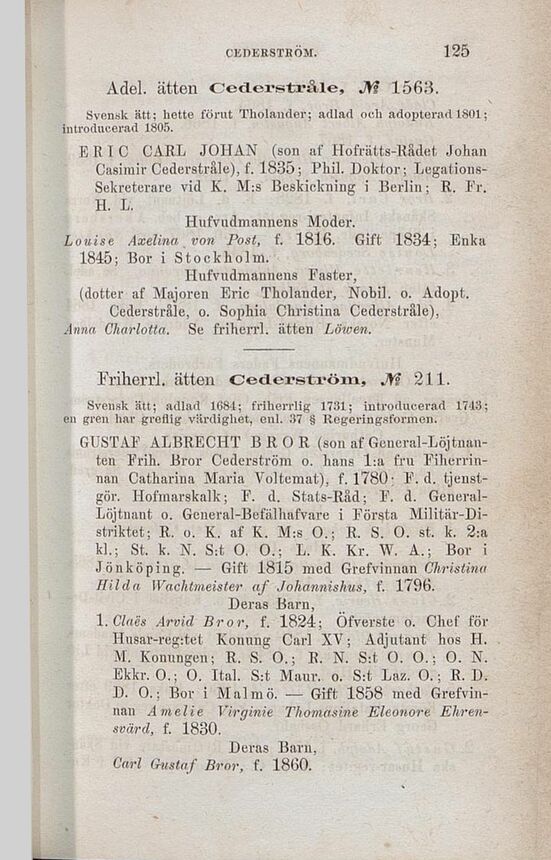 CEDERSTRÖM. 125
Adel. ätten Cederstråle, № 1563.
Svensk ätt; hette förut Tholander; adlad och adopterad 1801;
introducerad 1805.
ERIC CARL JOHAN (son af Hofrätts-Rådet Johan
Casimir Cederstråle), f. 1835; Phil. Doktor; Legations-
Sekreterare vid K. M:s Beskickning i Berlin; R. Fr.
H. L.
Hufvudmannens Moder.
Louise Axelina von Post, f. 1816. Gift 1834; Enka
1845; Bor i Stockholm.
Hufvudmannens Faster,
(dotter af Majoren Eric Tholander, Nobil. o. Adopt.
Cederstråle, o. Sophia Christina Cederstråle),
Anna Charlotta. Se friherrl. ätten Löwen.
Friherrl. ätten Cederström, № 211.
Svensk ätt; adlad 1684; friherrlig 1731; introducerad 1743;
en gren har greflig värdighet, enl. 37 § Regeringsformen.
GUSTAF ALBRECHT BROR (son af General-Löjtnan-
ten Frih. Bror Cederström o. hans 1:a fru Fiherrin-
nan Catharina Maria Voltemat), f. 1780; F. d. tjenst-
gör. Hofmarskalk; F. d. Stats-Råd; F. d. General-
Löjtnant o. General-Befälhafvare i Första Militär-Di-
striktet; R. o. K. af K. M:s O.; R. S. O. st. k. 2:a
kl.; St. k. N. S:t O. O.; L. K. Kr. W. A.; Bor i
Jönköping. — Gift 1815 med Grefvinnan Christina
Hilda Wachtmeister af Johannishus, f. 1796.
Deras Barn,
1. Claës Arvid Bror, f. 1824; Öfverste o. Chef för
Husar-reg:tet Konung Carl XV; Adjutant hos H.
M. Konungen; R. S. O.; R. N. S:t O. O.; O. N.
Ekkr. O.; O. Ital. S:t Maur. o. S:t Laz. O.; R. D.
D. O.; Bor i Malmö. — Gift 1858 med Grefvin-
nan Amelie Virginie Thomasine Eleonore Ehren-
svärd, f. 1830.
Deras Barn,
Carl Gustaf Bror, f. 1860.